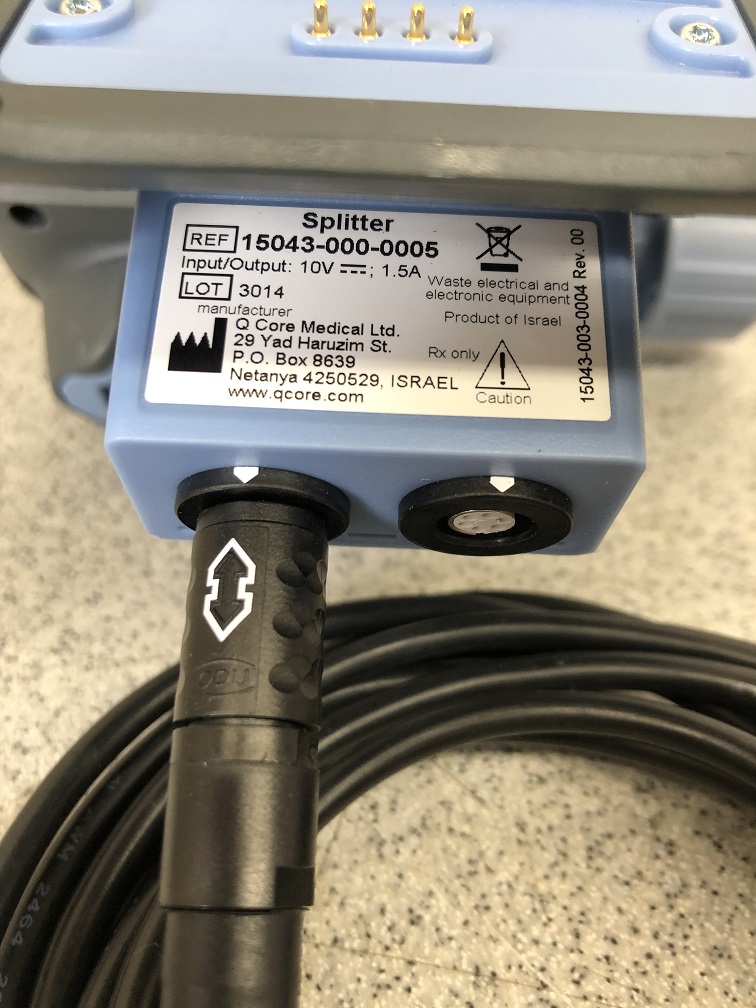 Splitter
REF 15043-000-0005
Input/Output: 10V ⎓; 1.5A
LOT 3014
manufacturer
Q Core Medical Ltd.
29 Yad Haruzim St.
P.O. Box 8639
Netanya 4250529, ISRAEL
www.qcore.com
Waste electrical and
electronic equipment
Product of Israel
Rx only
Caution
15043-003-0004 Rev. 00
ODU
2464